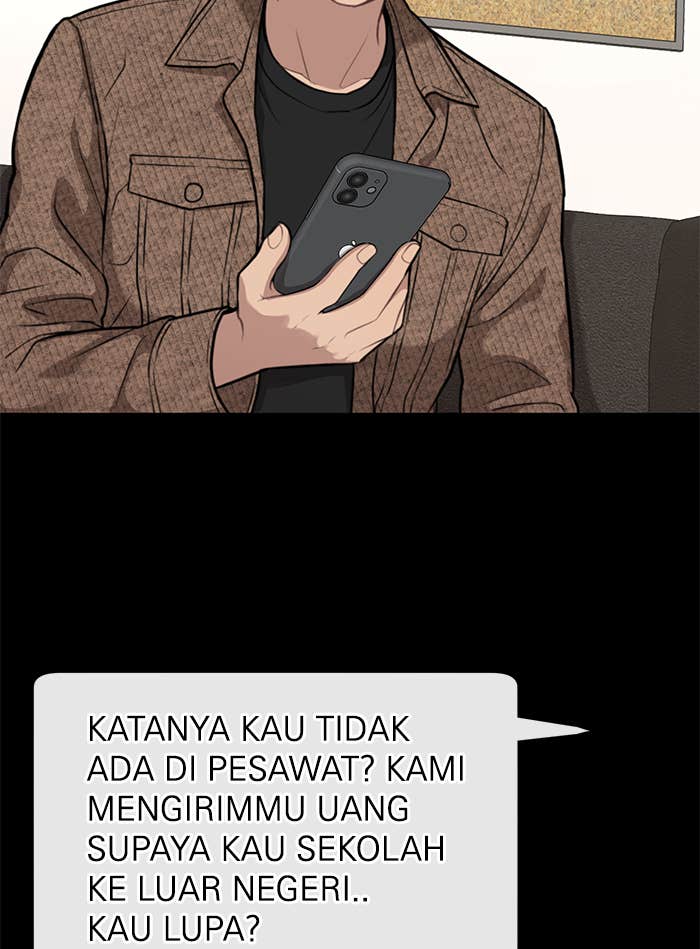 KATANYA KAU TIDAK
ADA DI PESAWAT? KAMI
MENGIRIMMU UANG
SUPAYA KAU SEKOLAH
KE LUAR NEGERI..
KAU LUPA?